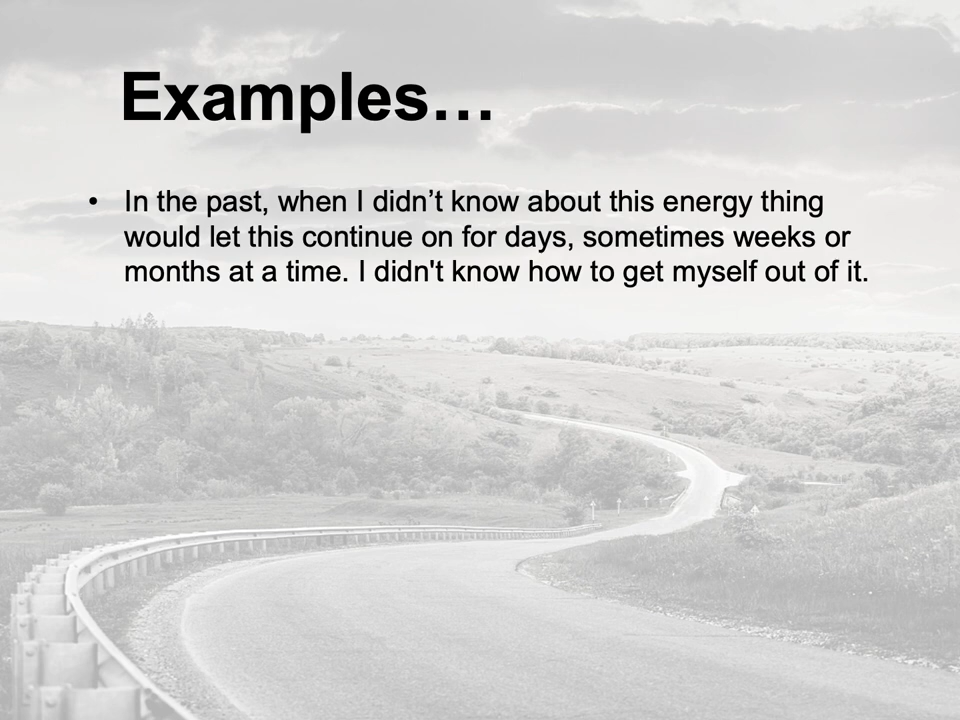 Examples…
• In the past, when I didn’t know about this energy thing
would let this continue on for days, sometimes weeks or
months at a time. I didn't know how to get myself out of it.